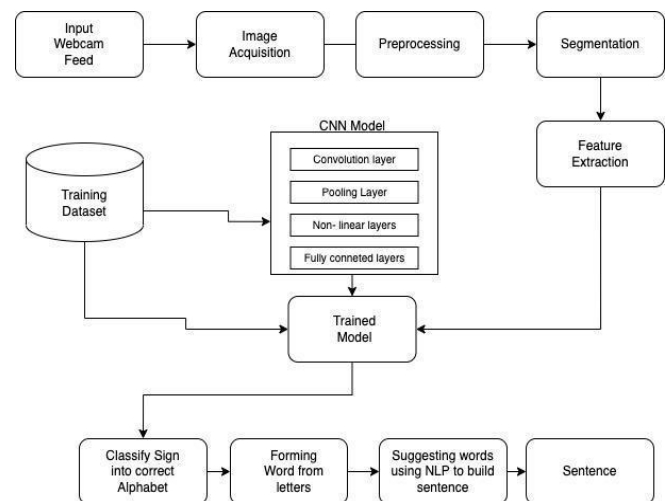 Input
Webcam
Feed
Image
Acquisition
Preprocessing
Segmentation
Feature
Extraction
CNN Model
Convolution layer
Pooling Layer
Non- linear layers
Fully conneted layers
Training
Dataset
Trained
Model
Classify Sign
into correct
Alphabet
Forming
Word from
letters
Suggesting words
using NLP to build
sentence
Sentence